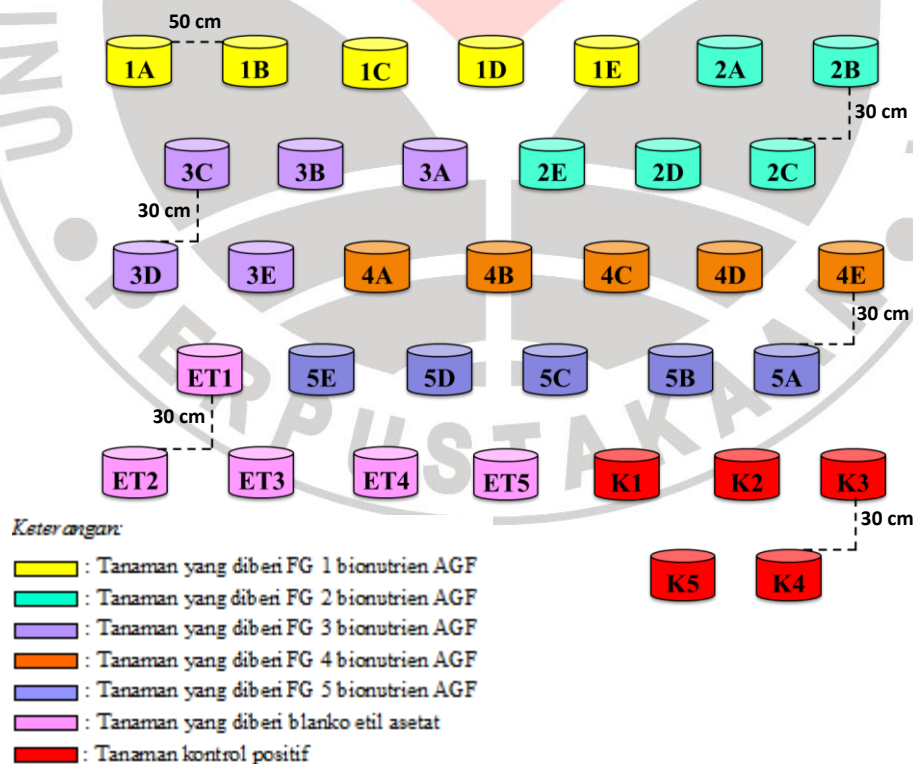 50 cm
1A 1B 1C 1D 1E 2A 2B
30 cm
3C 3B 3A 2E 2D 2C
30 cm
3D 3E 4A 4B 4C 4D 4E
30 cm
ET1 5E 5D 5C 5B 5A
30 cm
ET2 ET3 ET4 ET5 K1 K2 K3
30 cm
K5 K4
Keterangan:
: Tanaman yang diberi FG 1 bionutrien AGF
: Tanaman yang diberi FG 2 bionutrien AGF
: Tanaman yang diberi FG 3 bionutrien AGF
: Tanaman yang diberi FG 4 bionutrien AGF
: Tanaman yang diberi FG 5 bionutrien AGF
: Tanaman yang diberi blanko etil asetat
: Tanaman kontrol positif
UNI
PERPUSTAKAAN